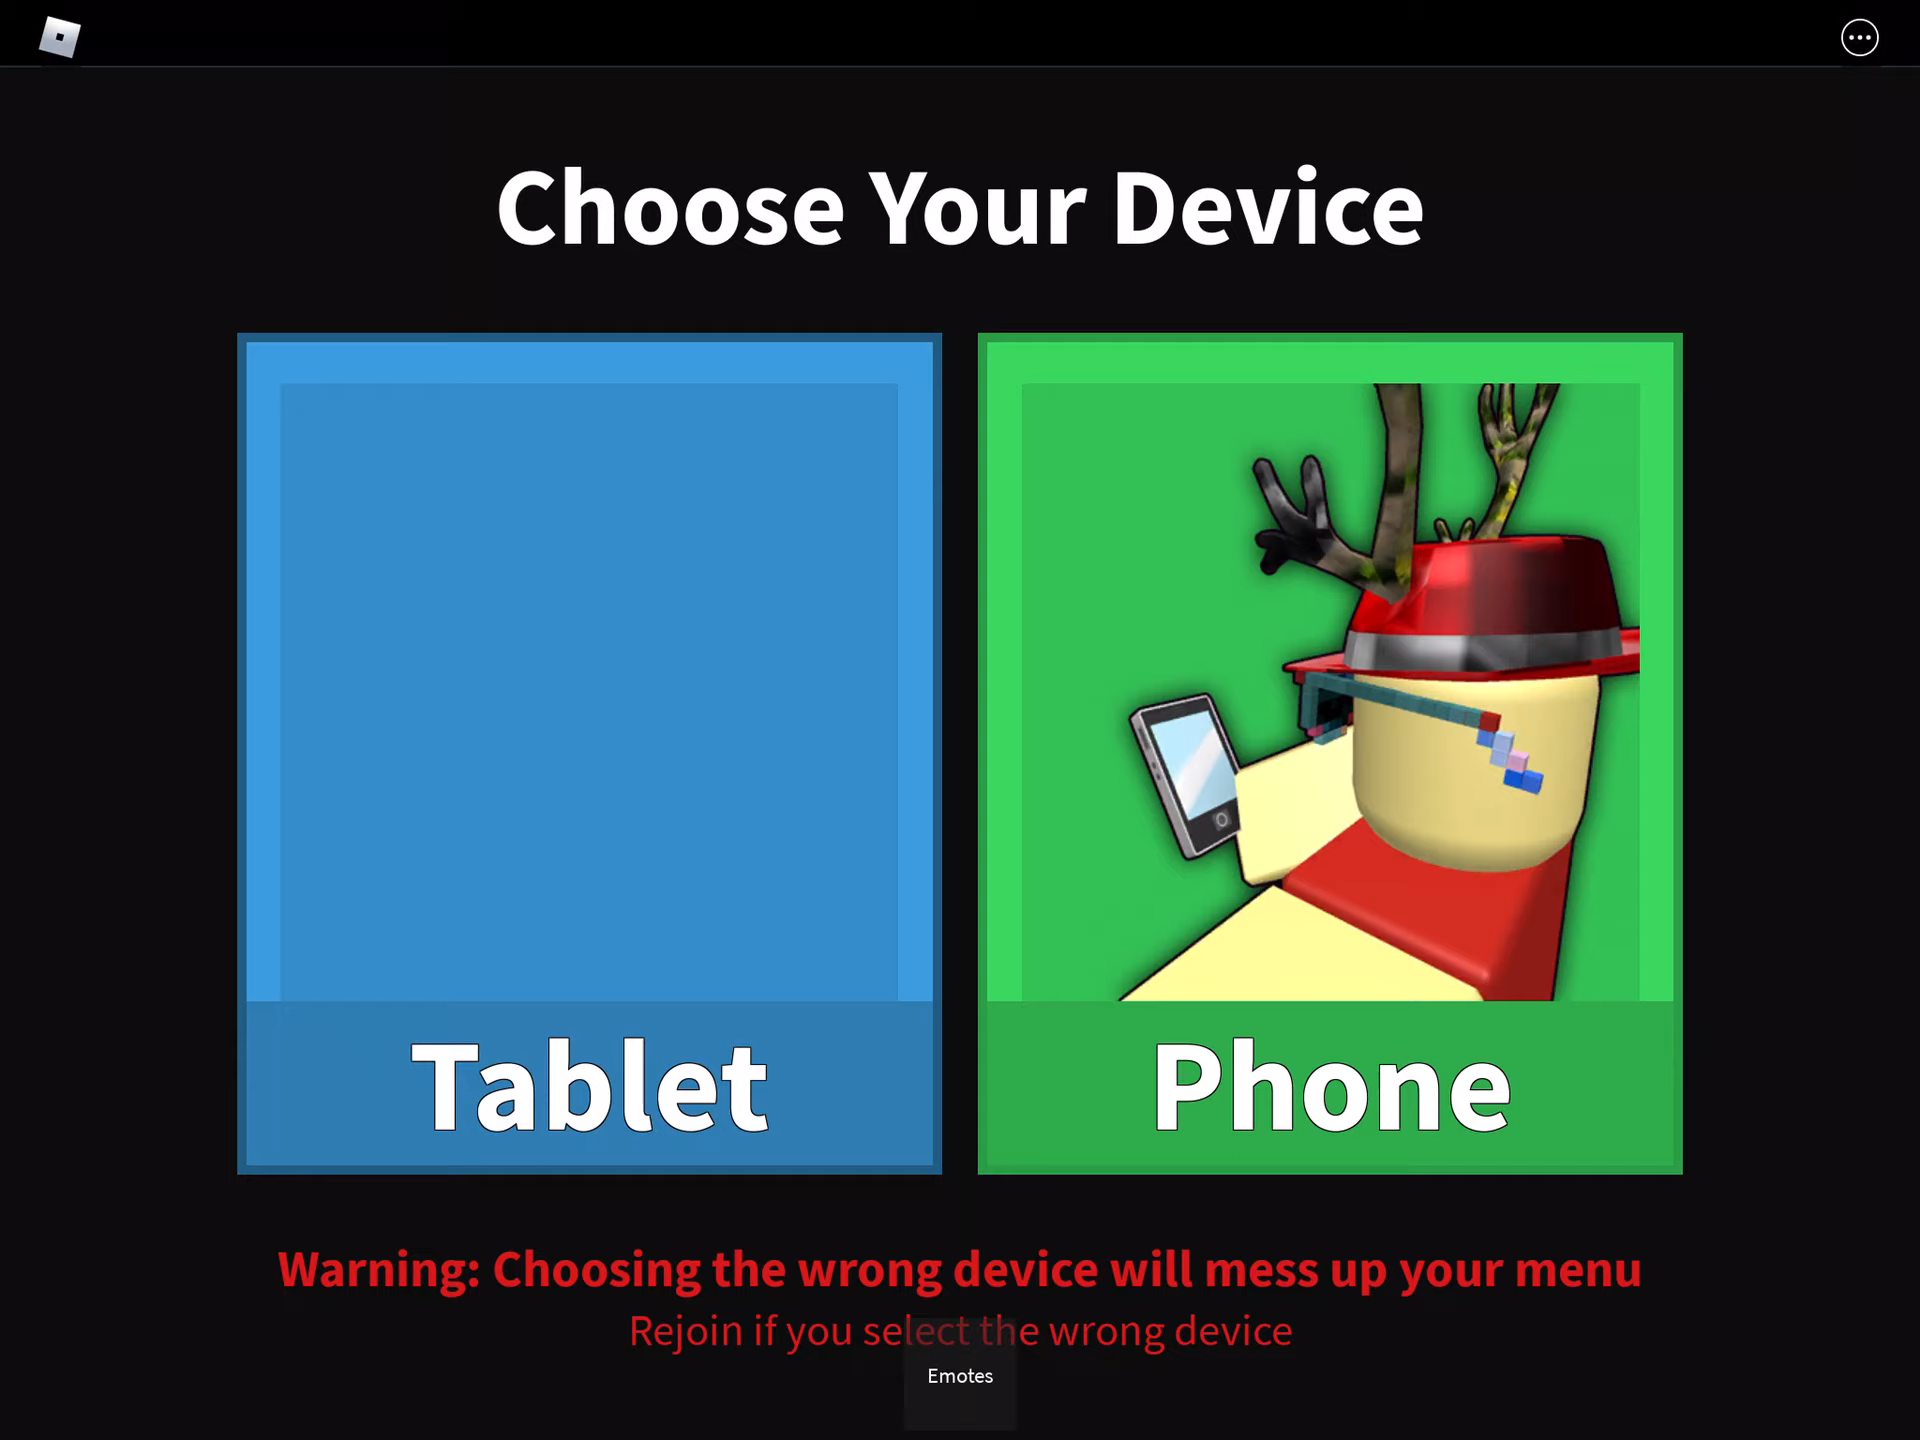 Choose Your Device
Tablet
Phone
Warning: Choosing the wrong device will mess up your menu
Rejoin if you select the wrong device
Emotes